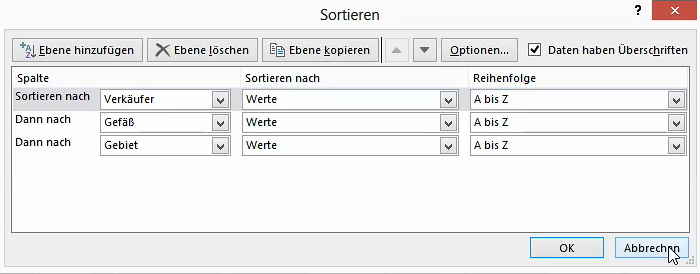 Sortieren
? ×
Ebene hinzufügen Ebene löschen Ebene kopieren Optionen... Daten haben Überschriften
Spalte Sortieren nach Reihenfolge
Sortieren nach Verkäufer Werte A bis Z
Dann nach Gefäß Werte A bis Z
Dann nach Gebiet Werte A bis Z
OK Abbrechen